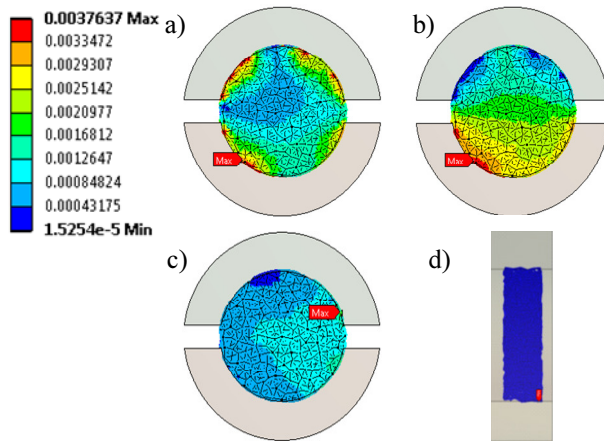 0.0037637 Max
0.0033472
0.0029307
0.0025142
0.0020977
0.0016812
0.0012647
0.00084824
0.00043175
1.5254e-5 Min
a)
Max
b)
Max
c)
Max
d)